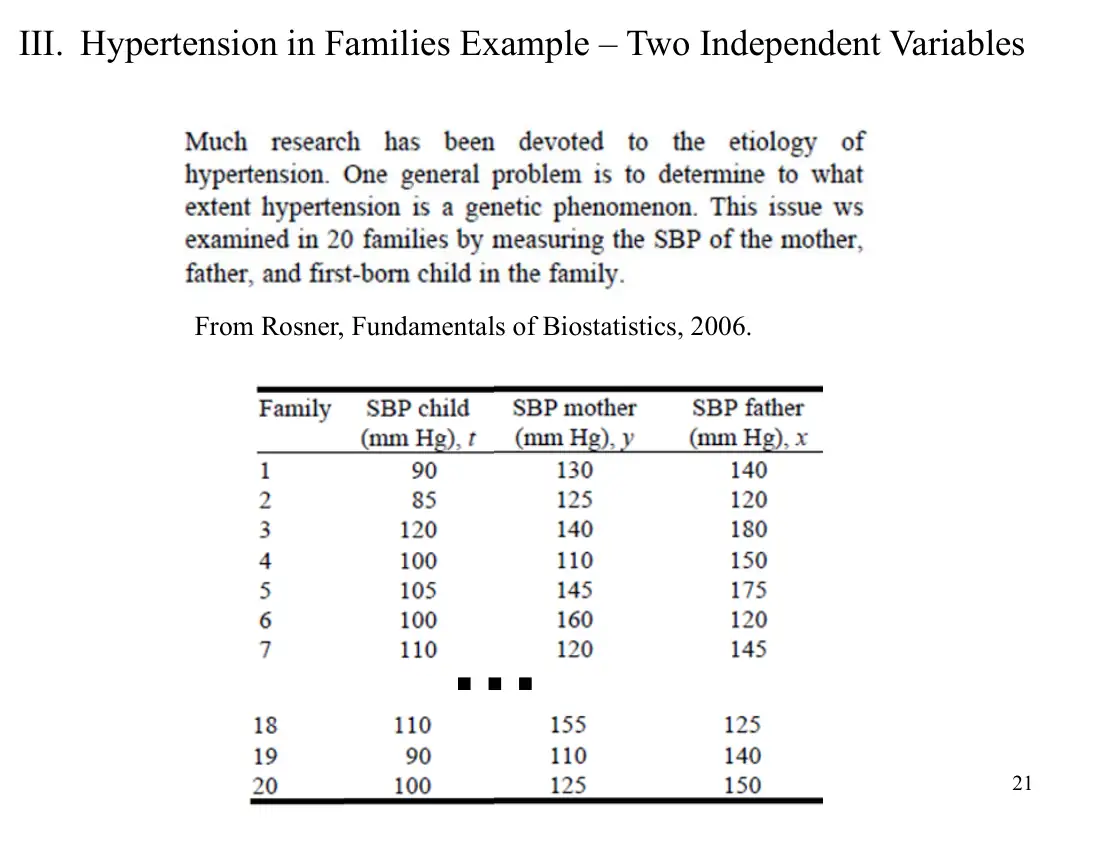 III. Hypertension in Families Example – Two Independent Variables
Much research has been devoted to the etiology of
hypertension. One general problem is to determine to what
extent hypertension is a genetic phenomenon. This issue ws
examined in 20 families by measuring the SBP of the mother,
father, and first-born child in the family.
From Rosner, Fundamentals of Biostatistics, 2006.
Family SBP child SBP mother SBP father
(mm Hg), t (mm Hg), y (mm Hg), x
1 90 130 140
2 85 125 120
3 120 140 180
4 100 110 150
5 105 145 175
6 100 160 120
7 110 120 145
...
18 110 155 125
19 90 110 140
20 100 125 150
21